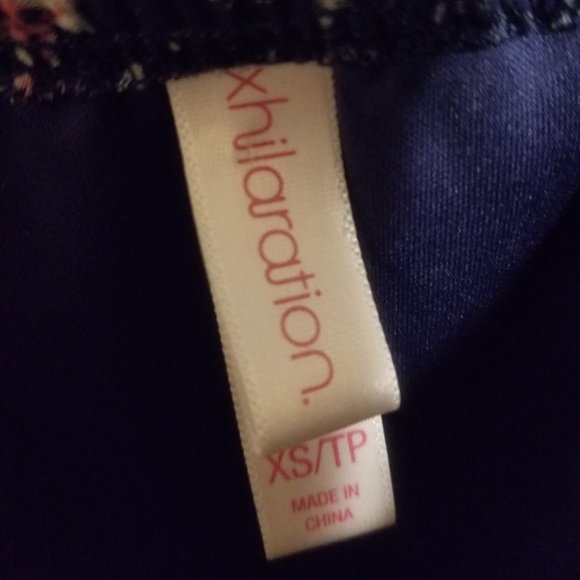 xhilaration.
XS/TP
MADE IN
CHINA